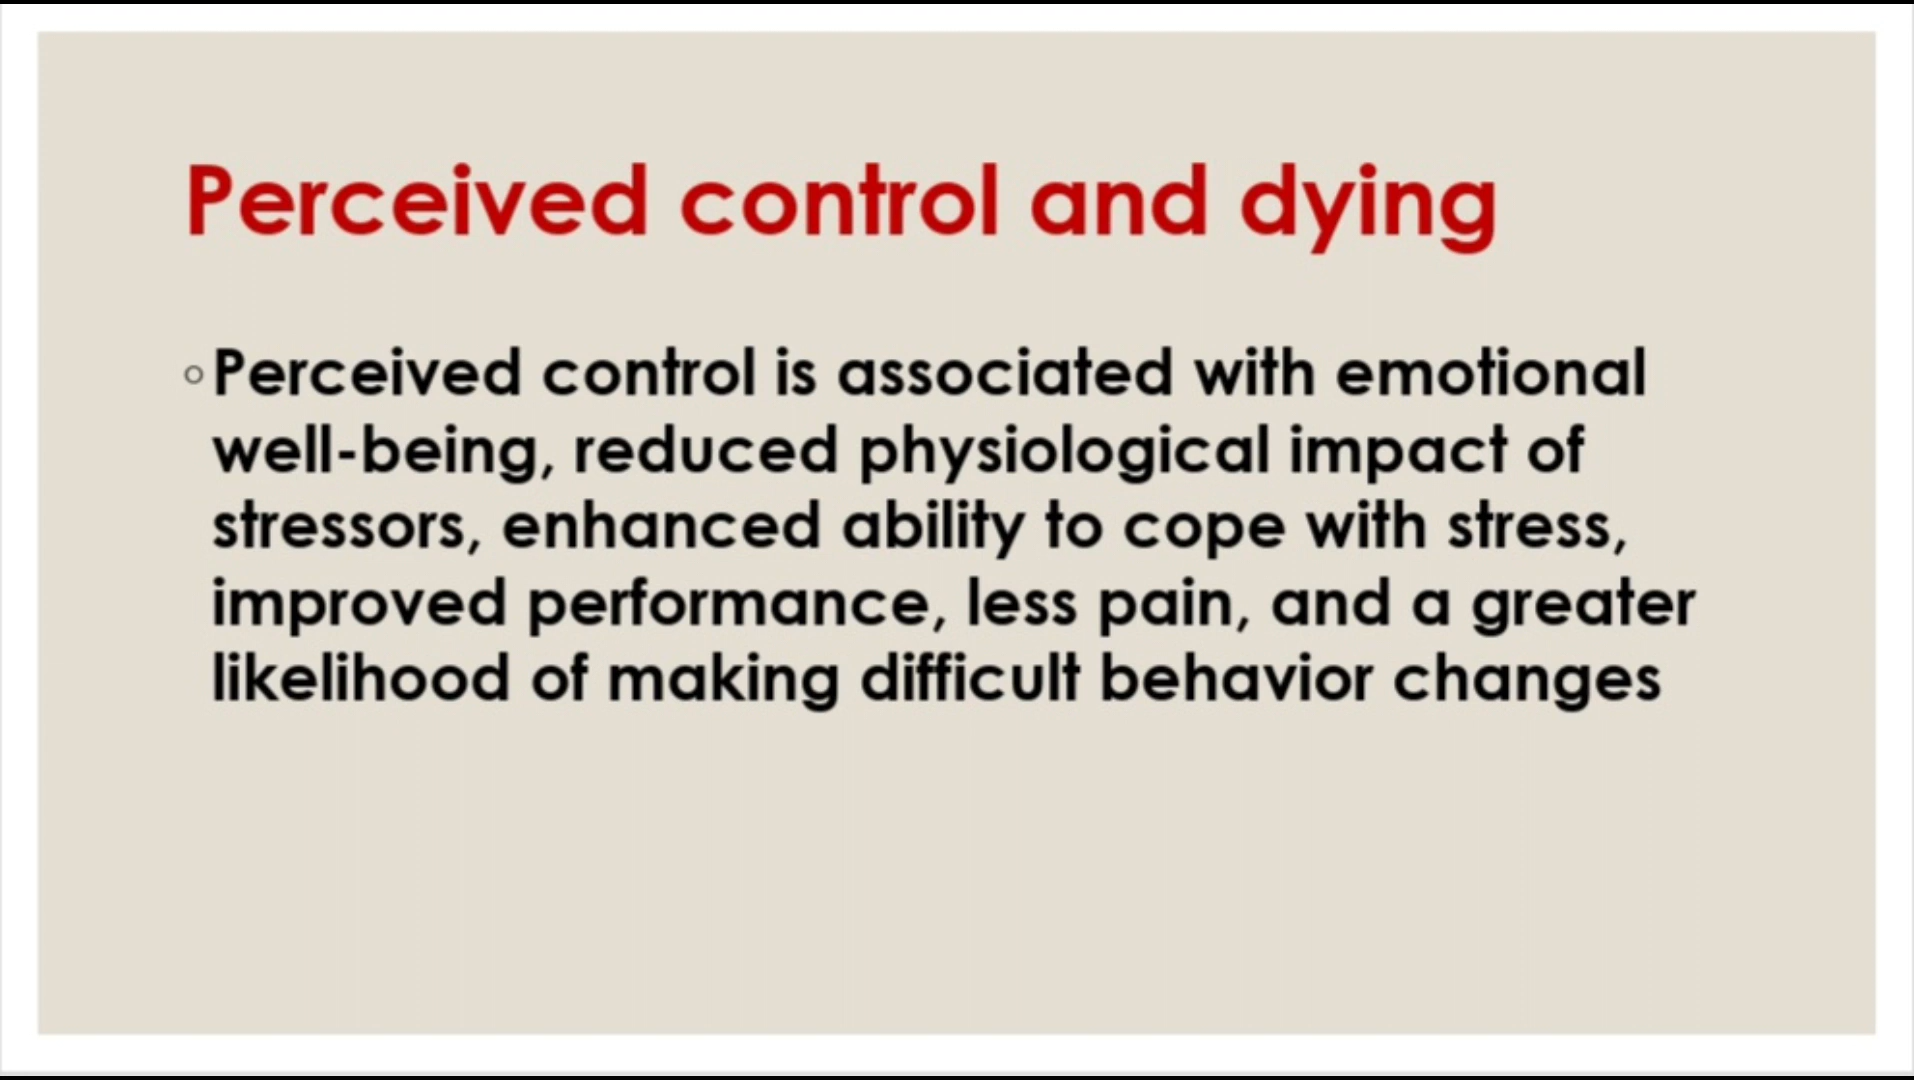 Perceived control and dying
◦Perceived control is associated with emotional
well-being, reduced physiological impact of
stressors, enhanced ability to cope with stress,
improved performance, less pain, and a greater
likelihood of making difficult behavior changes